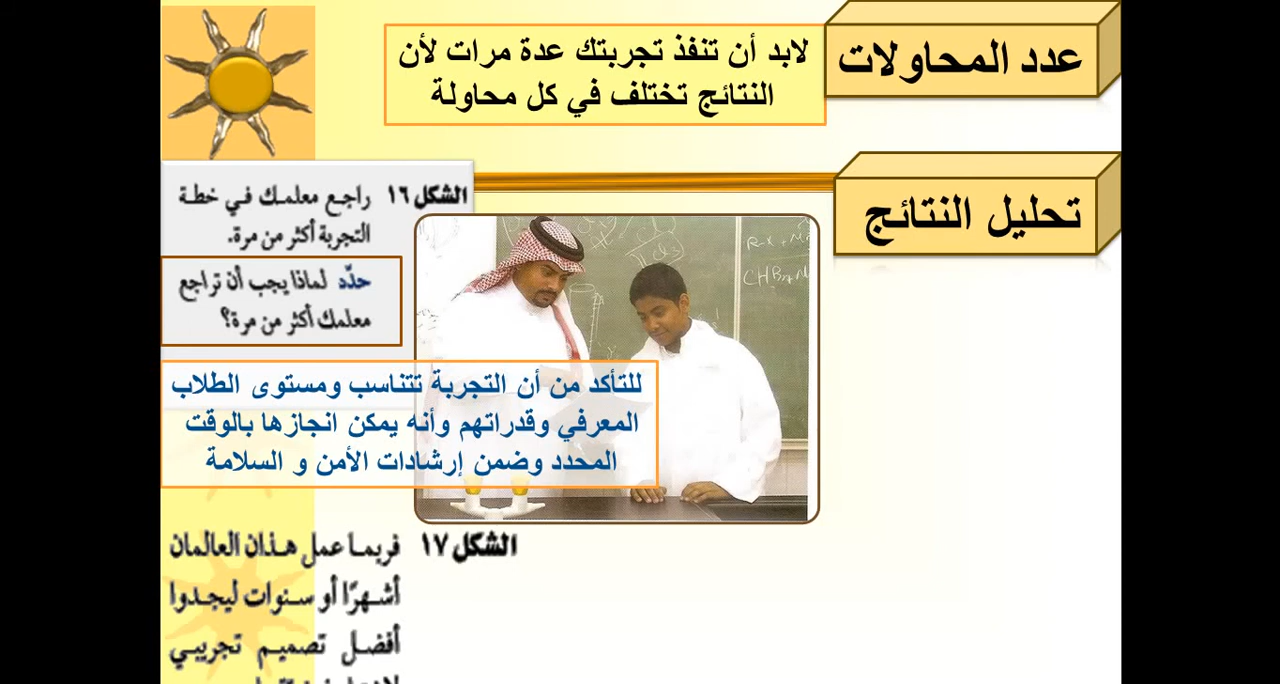 عدد المحاولات
لابد أن تنفذ تجربتك عدة مرات لأن
النتائج تختلف في كل محاولة
تحليل النتائج
الشكل ١٦ راجع معلمك في خطة
التجربة أكثر من مرة.
حدّد لماذا يجب أن تراجع
معلمك أكثر من مرة؟
للتأكد من أن التجربة تتناسب ومستوى الطلاب
المعرفي وقدراتهم وأنه يمكن انجازها بالوقت
المحدد وضمن إرشادات الأمن و السلامة
الشكل ١٧ فربما عمل هذان العالمان
أشهرًا أو سنوات ليجدوا
أفضل تصميم تجريبي